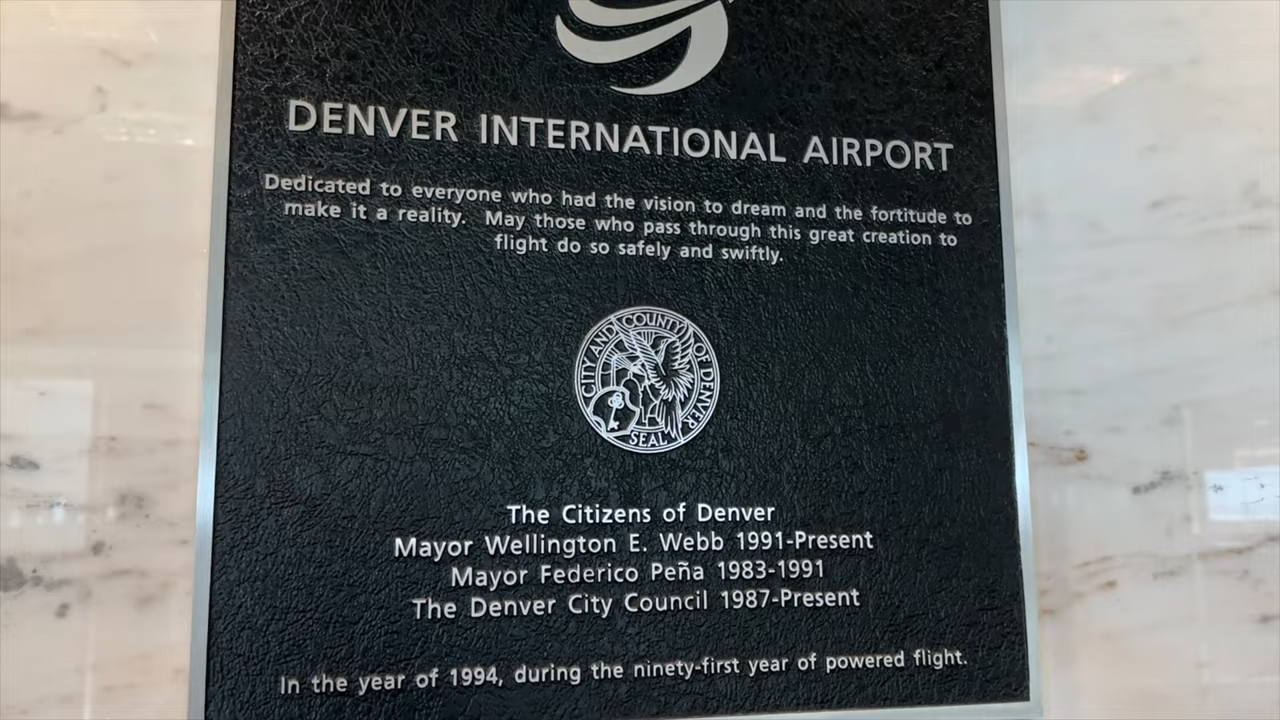 DENVER INTERNATIONAL AIRPORT
Dedicated to everyone who had the vision to dream and the fortitude to
make it a reality. May those who pass through this great creation to
flight do so safely and swiftly.
CITY AND COUNTY OF DENVER
SEAL
The Citizens of Denver
Mayor Wellington E. Webb 1991-Present
Mayor Federico Peña 1983-1991
The Denver City Council 1987-Present
In the year of 1994, during the ninety-first year of powered flight.